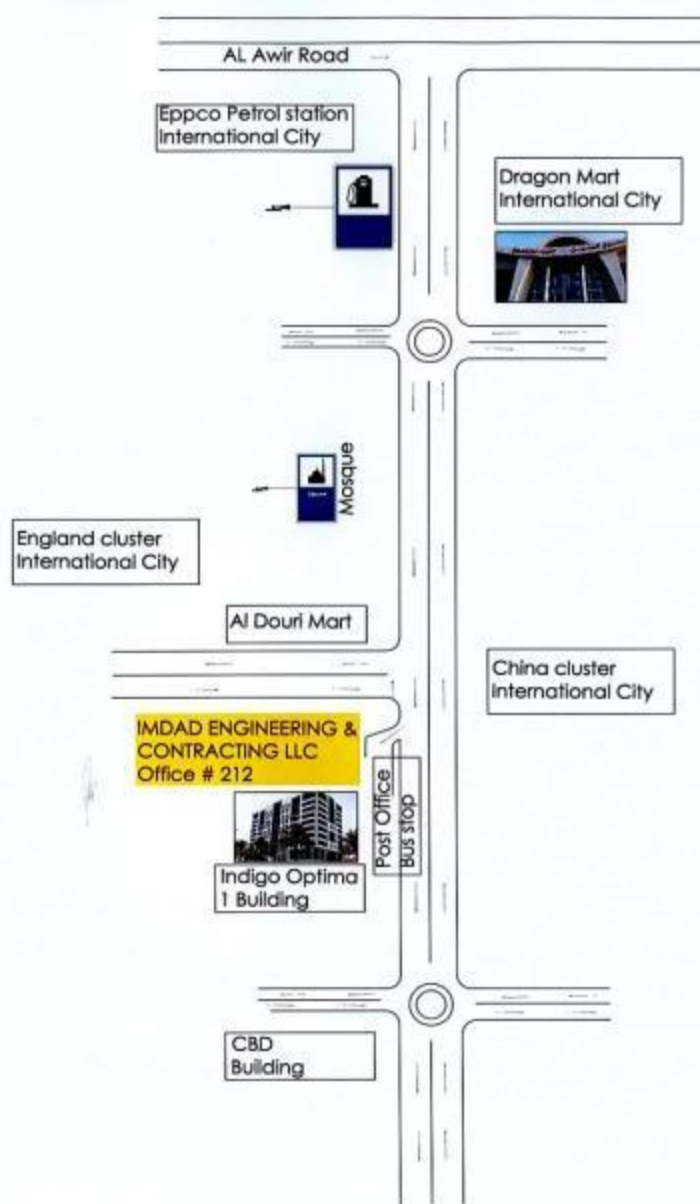 AL Awir Road
Eppco Petrol station
International City
Dragon Mart
International City
Mosque
England cluster
International City
Al Douri Mart
China cluster
International City
IMDAD ENGINEERING &
CONTRACTING LLC
Office # 212
Post Office
Bus stop
Indigo Optima
1 Building
CBD
Building